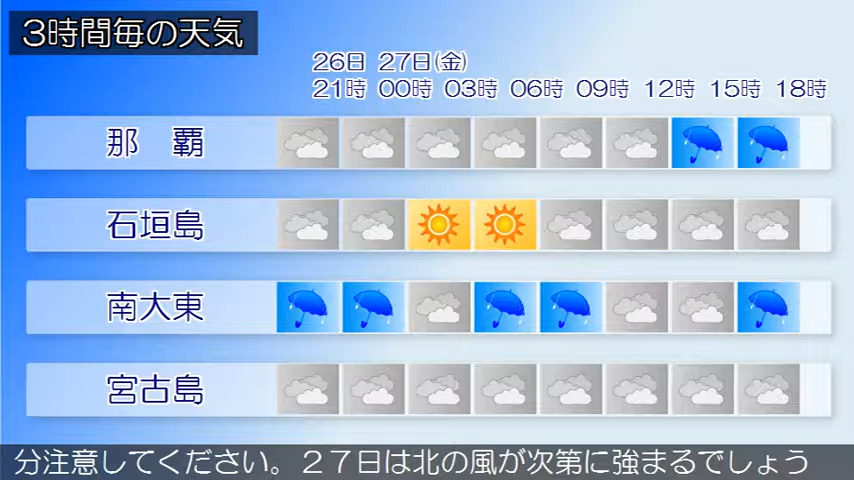 3時間毎の天気
26日 27日(金)
21時 00時 03時 06時 09時 12時 15時 18時
那 覇
石垣島
南大東
宮古島
分注意してください。27日は北の風が次第に強まるでしょう